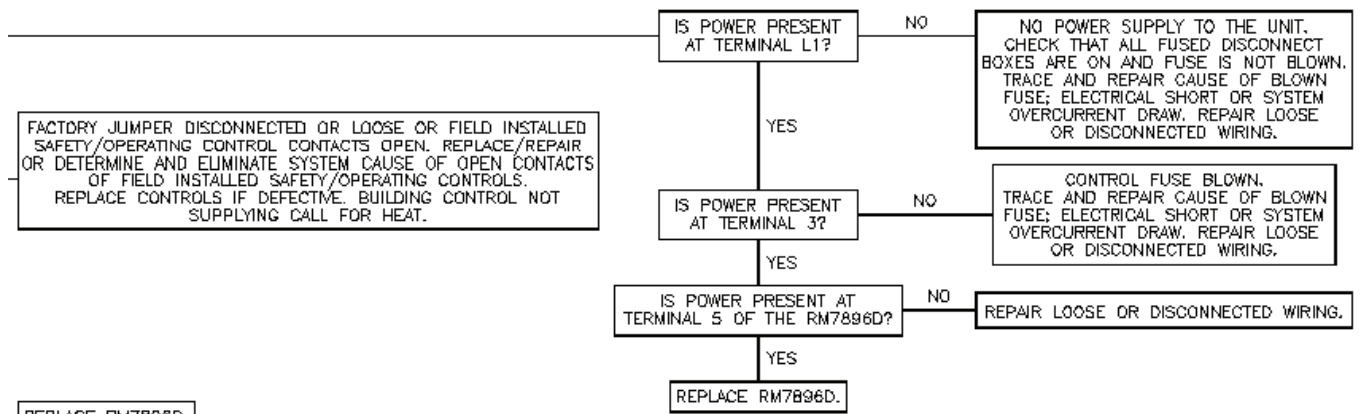 IS POWER PRESENT
AT TERMINAL L1?
NO
NO POWER SUPPLY TO THE UNIT.
CHECK THAT ALL FUSED DISCONNECT
BOXES ARE ON AND FUSE IS NOT BLOWN.
TRACE AND REPAIR CAUSE OF BLOWN
FUSE; ELECTRICAL SHORT OR SYSTEM
OVERCURRENT DRAW. REPAIR LOOSE
OR DISCONNECTED WIRING.
YES
FACTORY JUMPER DISCONNECTED OR LOOSE OR FIELD INSTALLED
SAFETY/OPERATING CONTROL CONTACTS OPEN. REPLACE/REPAIR
OR DETERMINE AND ELIMINATE SYSTEM CAUSE OF OPEN CONTACTS
OF FIELD INSTALLED SAFETY/OPERATING CONTROLS.
REPLACE CONTROLS IF DEFECTIVE. BUILDING CONTROL NOT
SUPPLYING CALL FOR HEAT.
IS POWER PRESENT
AT TERMINAL 3?
NO
CONTROL FUSE BLOWN.
TRACE AND REPAIR CAUSE OF BLOWN
FUSE; ELECTRICAL SHORT OR SYSTEM
OVERCURRENT DRAW. REPAIR LOOSE
OR DISCONNECTED WIRING.
YES
IS POWER PRESENT AT
TERMINAL 5 OF THE RM7896D?
NO
REPAIR LOOSE OR DISCONNECTED WIRING.
YES
REPLACE RM7896D.
REPLACE RM7896D.